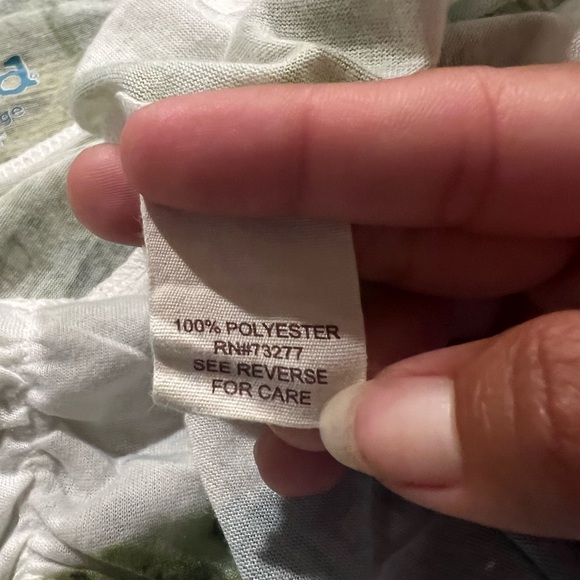 100% POLYESTER
RN#73277
SEE REVERSE
FOR CARE